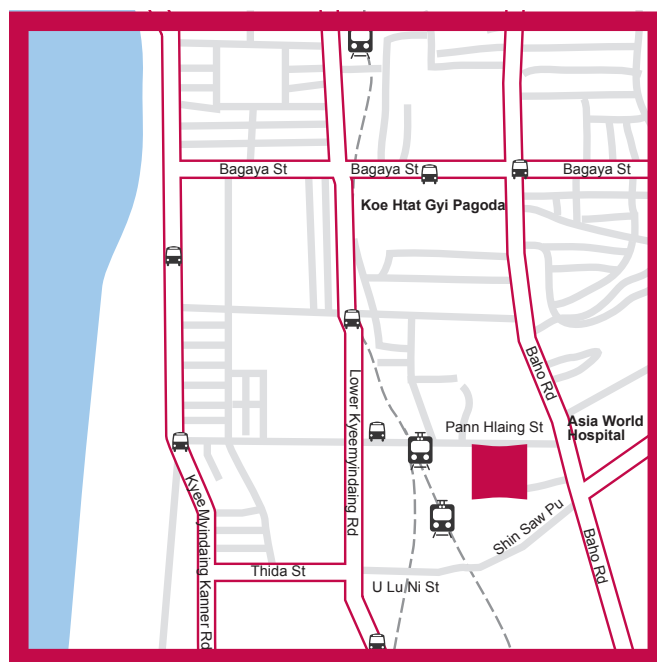 Bagaya St
Bagaya St
Bagaya St
Koe Htat Gyi Pagoda
Baho Rd
Lower Kyeemyindaing Rd
Pann Hlaing St
Asia World
Hospital
Kyee Myindaing Kanner Rd
Shin Saw Pu
Baho Rd
Thida St
U Lu Ni St